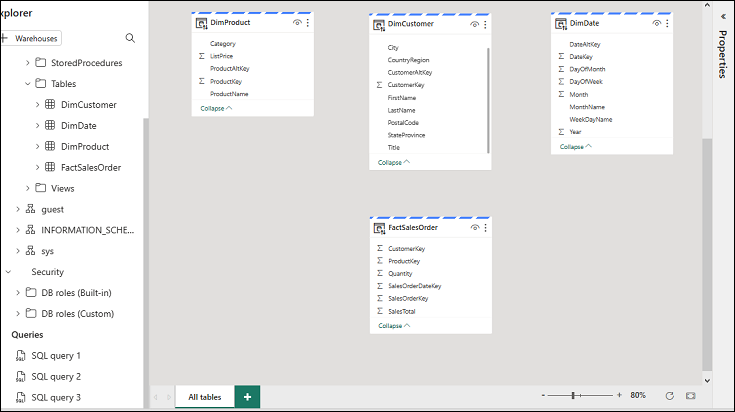 xplorer
Warehouses
StoredProcedures
Tables
DimCustomer
DimDate
DimProduct
FactSalesOrder
Views
guest
INFORMATION_SCHE...
sys
Security
DB roles (Built-in)
DB roles (Custom)
Queries
SQL query 1
SQL query 2
SQL query 3
DimProduct
Category
ListPrice
ProductAltKey
ProductKey
ProductName
Collapse
DimCustomer
City
CountryRegion
CustomerAltKey
CustomerKey
FirstName
LastName
PostalCode
StateProvince
Title
Collapse
DimDate
DateAltKey
DateKey
DayOfMonth
DayOfWeek
Month
MonthName
WeekDayName
Year
Collapse
FactSalesOrder
CustomerKey
ProductKey
Quantity
SalesOrderDateKey
SalesOrderKey
SalesTotal
Collapse
Properties
All tables
+
- + 80%